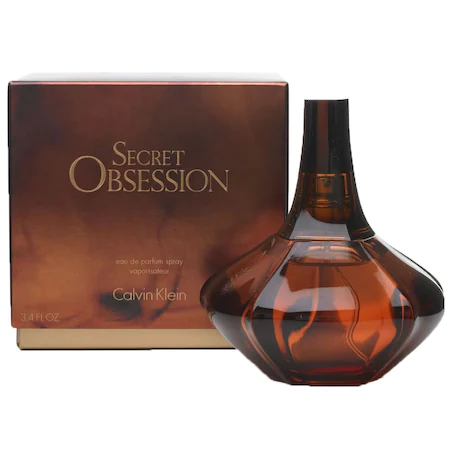 SECRET
OBSESSION
eau de parfum spray
vaporisateur
Calvin Klein
3.4 FL OZ